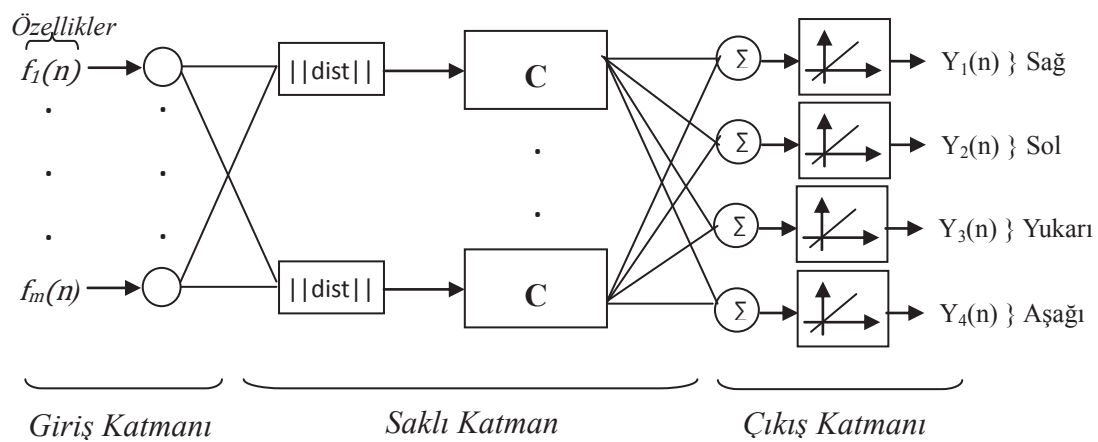 Özellikler
f₁(n) ||dist|| C Σ Y₁(n) } Sağ
Σ Y₂(n) } Sol
Σ Y₃(n) } Yukarı
fₘ(n) ||dist|| C Σ Y₄(n) } Aşağı
Giriş Katmanı Saklı Katman Çıkış Katmanı